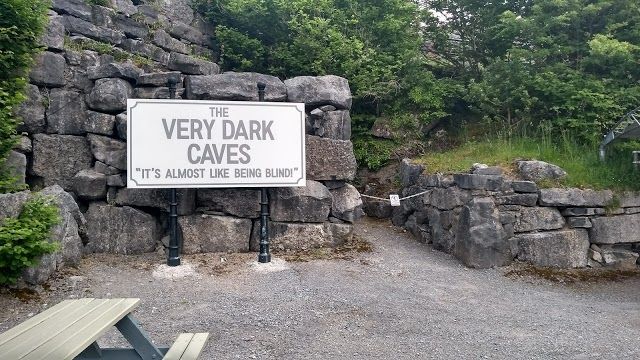 THE
VERY DARK
CAVES
"IT'S ALMOST LIKE BEING BLIND!"